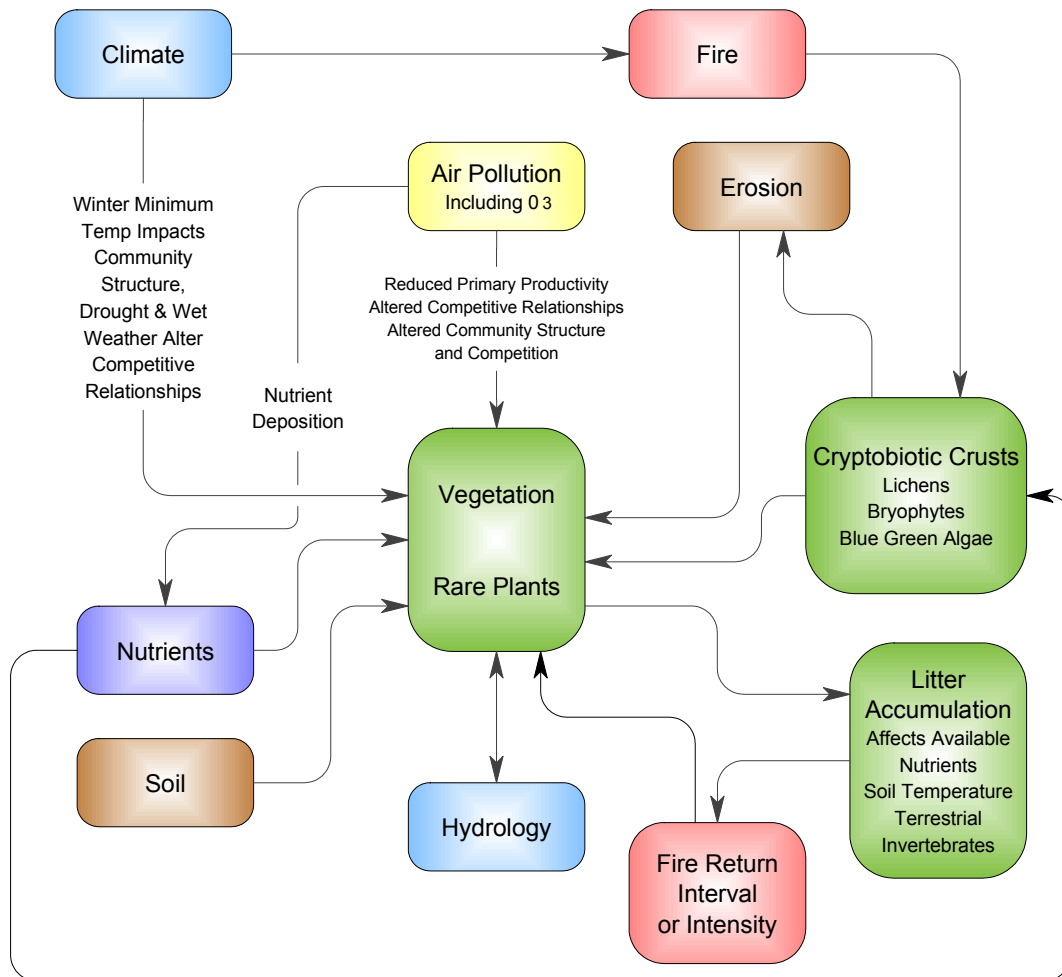 Climate
Fire
Air Pollution
Including 0 3
Erosion
Winter Minimum
Temp Impacts
Community
Structure,
Drought & Wet
Weather Alter
Competitive
Relationships
Reduced Primary Productivity
Altered Competitive Relationships
Altered Community Structure
and Competition
Nutrient
Deposition
Cryptobiotic Crusts
Lichens
Bryophytes
Blue Green Algae
Vegetation
Rare Plants
Nutrients
Litter
Accumulation
Affects Available
Nutrients
Soil Temperature
Terrestrial
Invertebrates
Soil
Hydrology
Fire Return
Interval
or Intensity